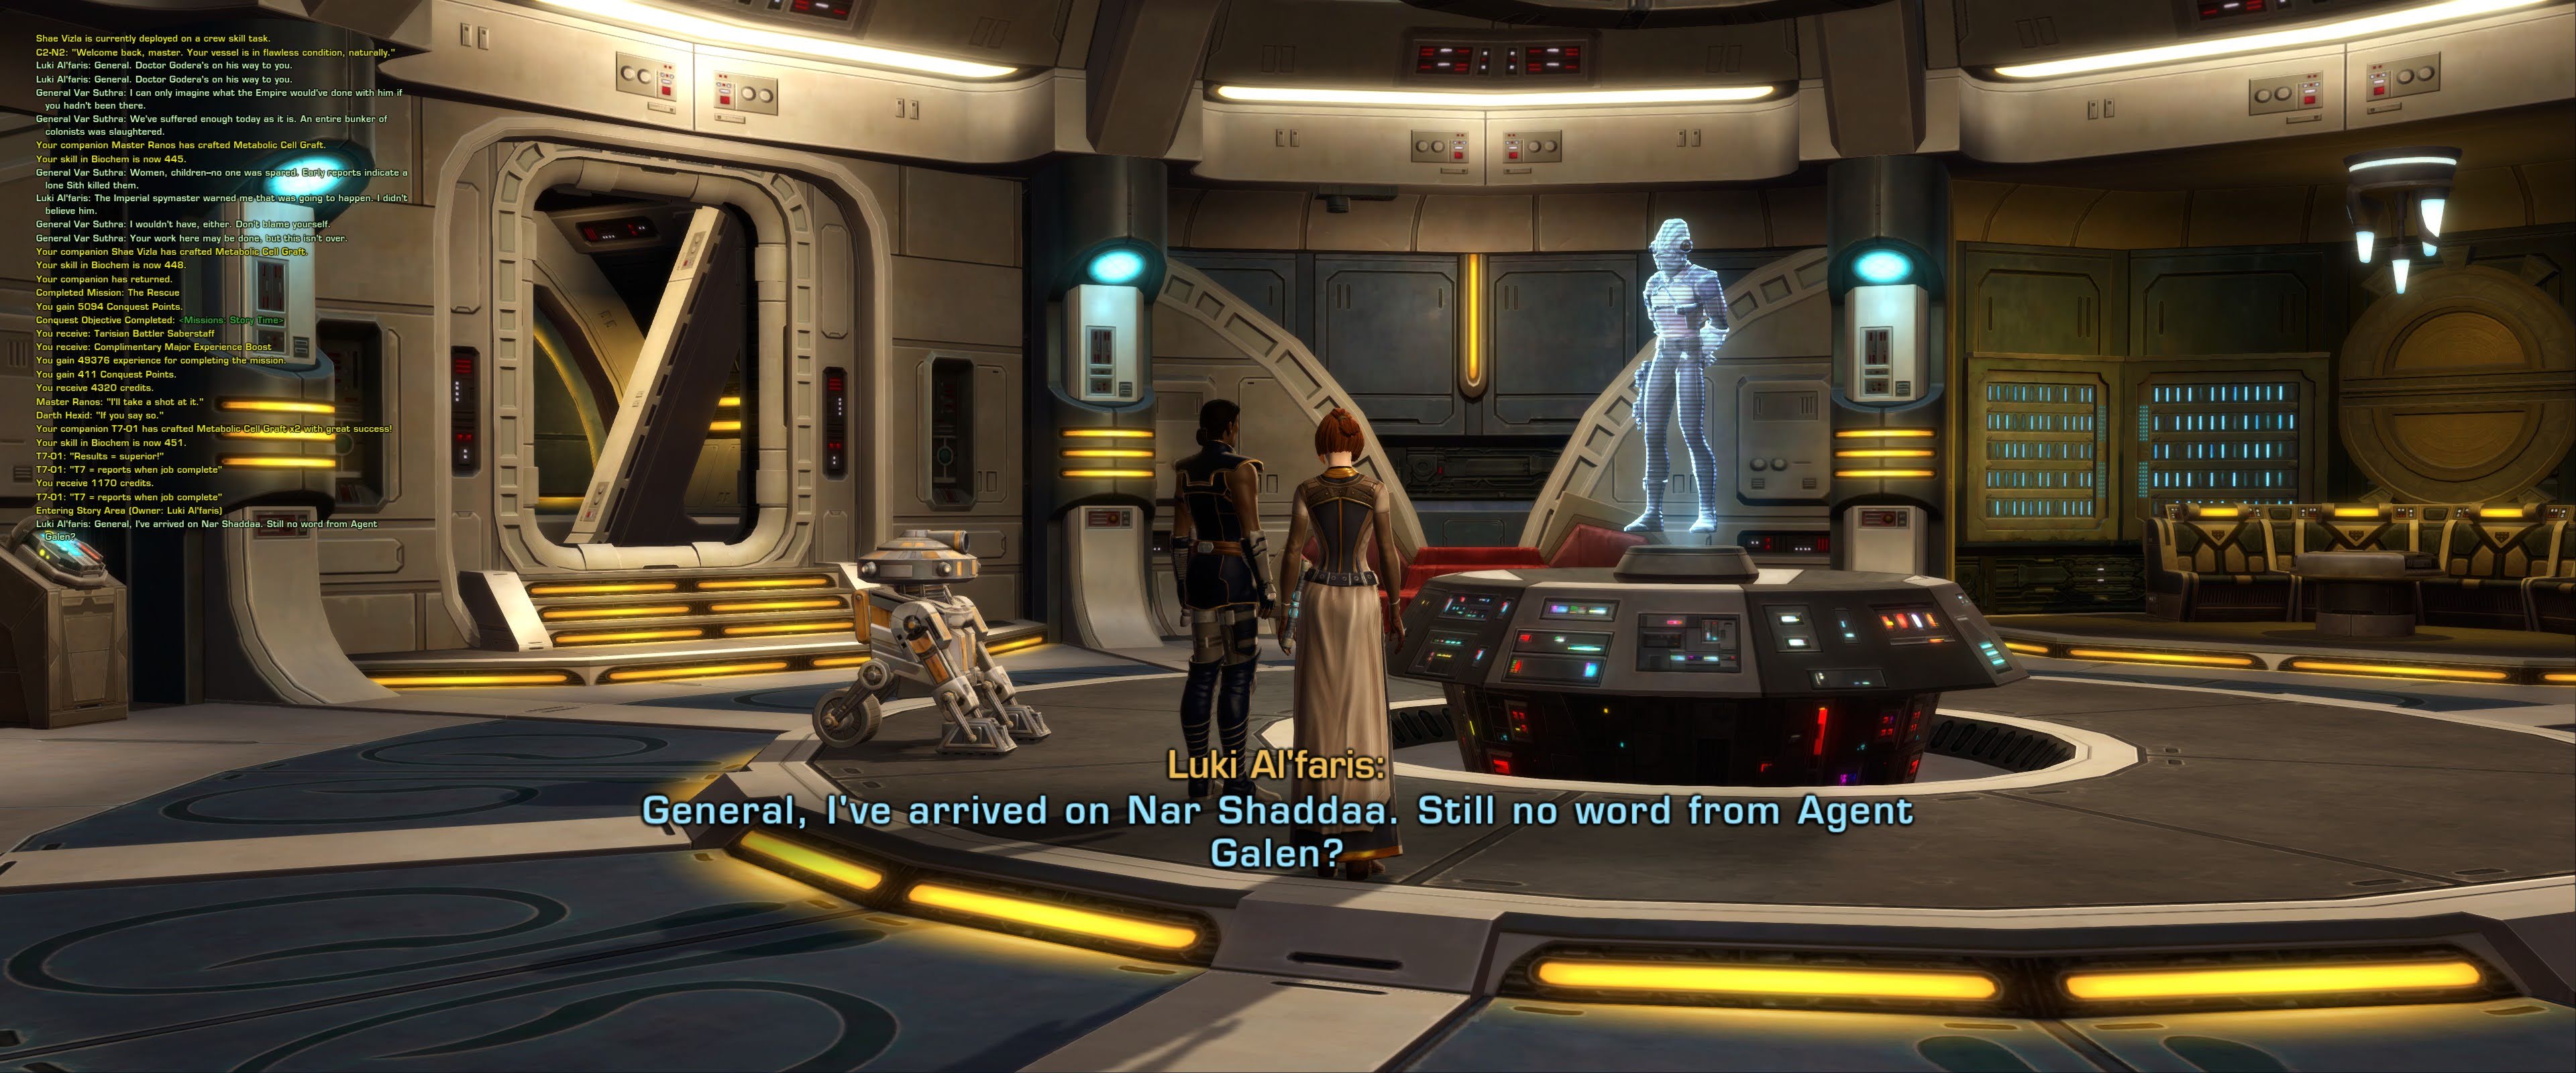 Shae Vizla is currently deployed on a crew skill task.
C2-N2: "Welcome back, master. Your vessel is in flawless condition, naturally."
Luki Al'faris: General. Doctor Godera's on his way to you.
Luki Al'faris: General. Doctor Godera's on his way to you.
General Var Suthra: I can only imagine what the Empire would've done with him if
you hadn't been there.
General Var Suthra: We've suffered enough today as it is. An entire bunker of
colonists was slaughtered.
Your companion Master Ranos has crafted Metabolic Cell Graft.
Your skill in Biochem is now 445.
General Var Suthra: Women, children–no one was spared. Early reports indicate a
lone Sith killed them.
Luki Al'faris: The Imperial spymaster warned me that was going to happen. I didn't
believe him.
General Var Suthra: I wouldn't have, either. Don't blame yourself.
General Var Suthra: Your work here may be done, but this isn't over.
Your companion Shae Vizla has crafted Metabolic Cell Graft.
Your skill in Biochem is now 448.
Your companion has returned.
Completed Mission: The Rescue
You gain 5094 Conquest Points.
Conquest Objective Completed: <Missions: Story Time>
You receive: Tarisian Battler Saberstaff
You receive: Complimentary Major Experience Boost
You gain 49376 experience for completing the mission.
You gain 411 Conquest Points.
You receive 4320 credits.
Master Ranos: "I'll take a shot at it."
Darth Hexid: "If you say so."
Your companion T7-O1 has crafted Metabolic Cell Graft x2 with great success!
Your skill in Biochem is now 451.
T7-O1: "Results = superior!"
T7-O1: "T7 = reports when job complete"
You receive 1170 credits.
T7-O1: "T7 = reports when job complete"
Entering Story Area (Owner: Luki Al'faris)
Luki Al'faris: General, I've arrived on Nar Shaddaa. Still no word from Agent
Galen?
Luki Al'faris:
General, I've arrived on Nar Shaddaa. Still no word from Agent
Galen?